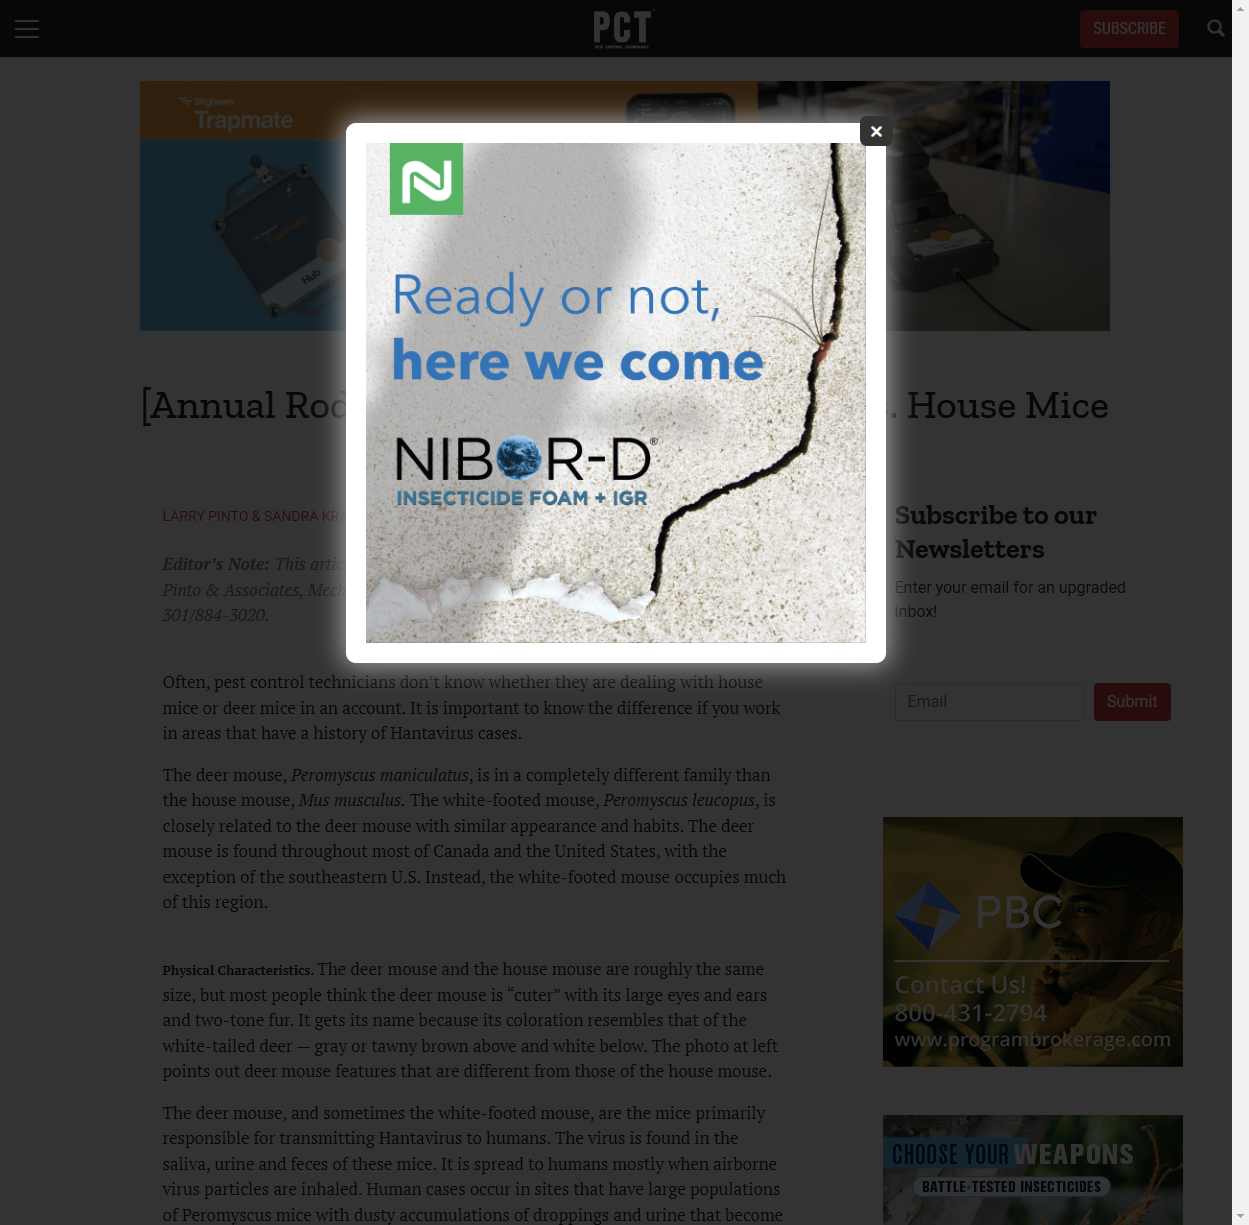 PCT
PEST CONTROL TECHNOLOGY
SUBSCRIBE
Skyhawk
Trapmate
Skyhawk
Trapmate
Hub
N
Ready or not,
here we come
NIBOR-D®
INSECTICIDE FOAM + IGR
[Annual Rod
. House Mice
LARRY PINTO & SANDRA KRA
Editor’s Note: This artic
Pinto & Associates, Mech
301/884-3020.
Often, pest control technicians don’t know whether they are dealing with house
mice or deer mice in an account. It is important to know the difference if you work
in areas that have a history of Hantavirus cases.
The deer mouse, Peromyscus maniculatus, is in a completely different family than
the house mouse, Mus musculus. The white-footed mouse, Peromyscus leucopus, is
closely related to the deer mouse with similar appearance and habits. The deer
mouse is found throughout most of Canada and the United States, with the
exception of the southeastern U.S. Instead, the white-footed mouse occupies much
of this region.
Physical Characteristics. The deer mouse and the house mouse are roughly the same
size, but most people think the deer mouse is “cuter” with its large eyes and ears
and two-tone fur. It gets its name because its coloration resembles that of the
white-tailed deer — gray or tawny brown above and white below. The photo at left
points out deer mouse features that are different from those of the house mouse.
The deer mouse, and sometimes the white-footed mouse, are the mice primarily
responsible for transmitting Hantavirus to humans. The virus is found in the
saliva, urine and feces of these mice. It is spread to humans mostly when airborne
virus particles are inhaled. Human cases occur in sites that have large populations
of Peromyscus mice with dusty accumulations of droppings and urine that become
Subscribe to our
Newsletters
Enter your email for an upgraded
inbox!
Email
Submit
PBC
Contact Us!
800-431-2794
www.programbrokerage.com
CHOOSE YOUR WEAPONS
BATTLE-TESTED INSECTICIDES